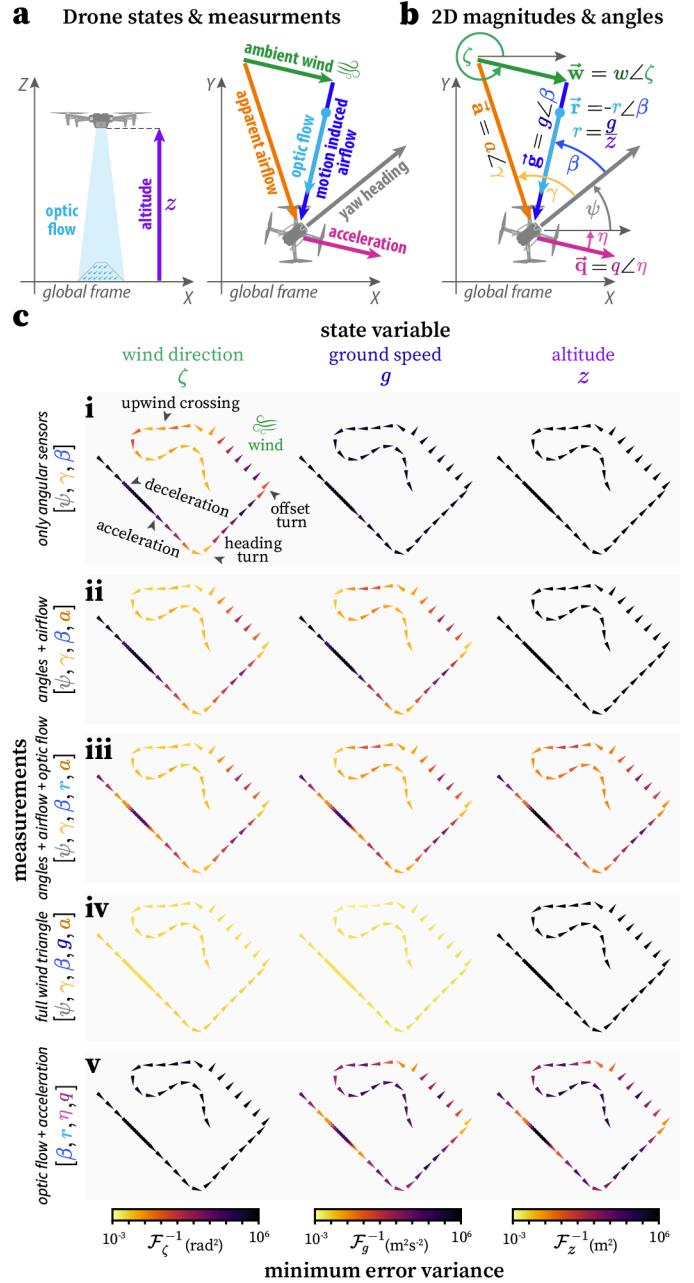 a Drone states & measurments
b 2D magnitudes & angles
Z
optic
flow
altitude z
global frame
X
Y
ambient wind
apparent airflow
optic flow
motion induced
airflow
yaw heading
acceleration
global frame
X
Y
ζ
w⃗ = w∠ζ
a⃗ = a∠γ
g⃗ = g∠β
r⃗ = -r∠β
r = g/z
β
γ
ψ
η
q⃗ = q∠η
global frame
X
c
state variable
wind direction
ζ
ground speed
g
altitude
z
measurements
i
only angular sensors
[ψ, γ, β]
upwind crossing
wind
deceleration
acceleration
offset
turn
heading
turn
ii
angles + airflow
[ψ, γ, β, a]
iii
angles + airflow + optic flow
[ψ, γ, β, r, a]
iv
full wind triangle
[ψ, γ, β, g, a]
v
optic flow + acceleration
[β, r, η, q]
10⁻³ 10⁶
ℱζ⁻¹ (rad²)
10⁻³ 10⁶
ℱg⁻¹ (m²s⁻²)
10⁻³ 10⁶
ℱz⁻¹ (m²)
minimum error variance